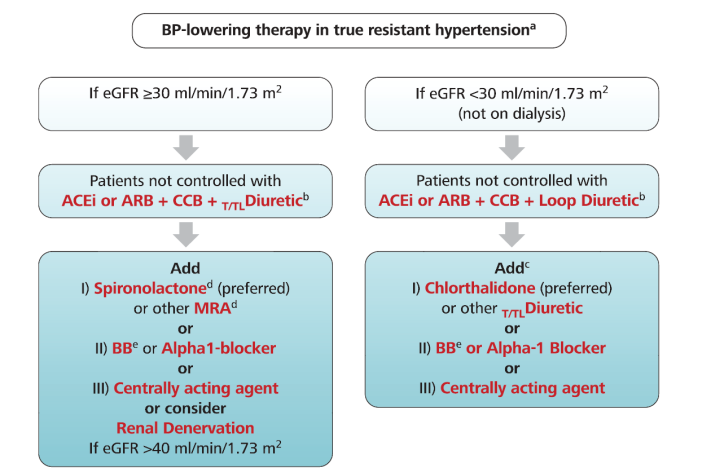 BP-lowering therapy in true resistant hypertensionᵃ
If eGFR ≥30 ml/min/1.73 m²
Patients not controlled with
ACEi or ARB + CCB + T/TLDiureticᵇ
Add
I) Spironolactoneᵈ (preferred)
or other MRAᵈ
or
II) BBᵉ or Alpha1-blocker
or
III) Centrally acting agent
or consider
Renal Denervation
If eGFR >40 ml/min/1.73 m²
If eGFR <30 ml/min/1.73 m²
(not on dialysis)
Patients not controlled with
ACEi or ARB + CCB + Loop Diureticᵇ
Addᶜ
I) Chlorthalidone (preferred)
or other T/TLDiuretic
or
II) BBᵉ or Alpha-1 Blocker
or
III) Centrally acting agent